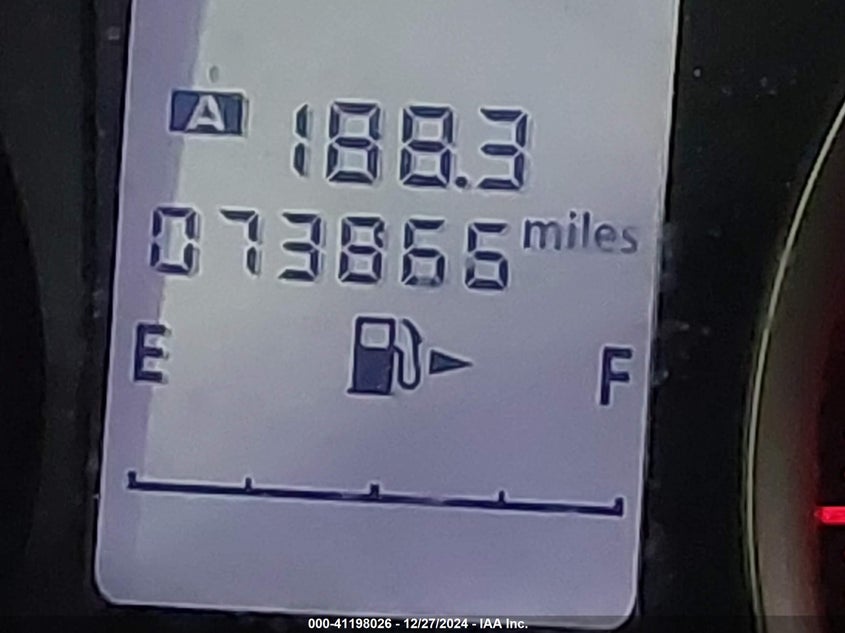 A 188.3
073866 miles
E F
000-41198026 - 12/27/2024 - IAA Inc.